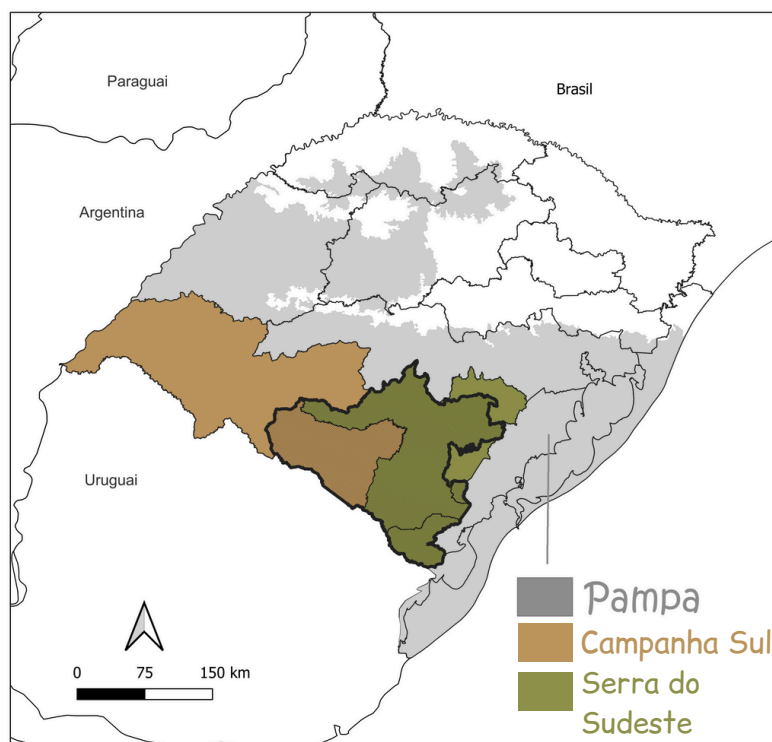 Paraguai
Brasil
Argentina
Uruguai
0 75 150 km
Pampa
Campanha Sul
Serra do
Sudeste